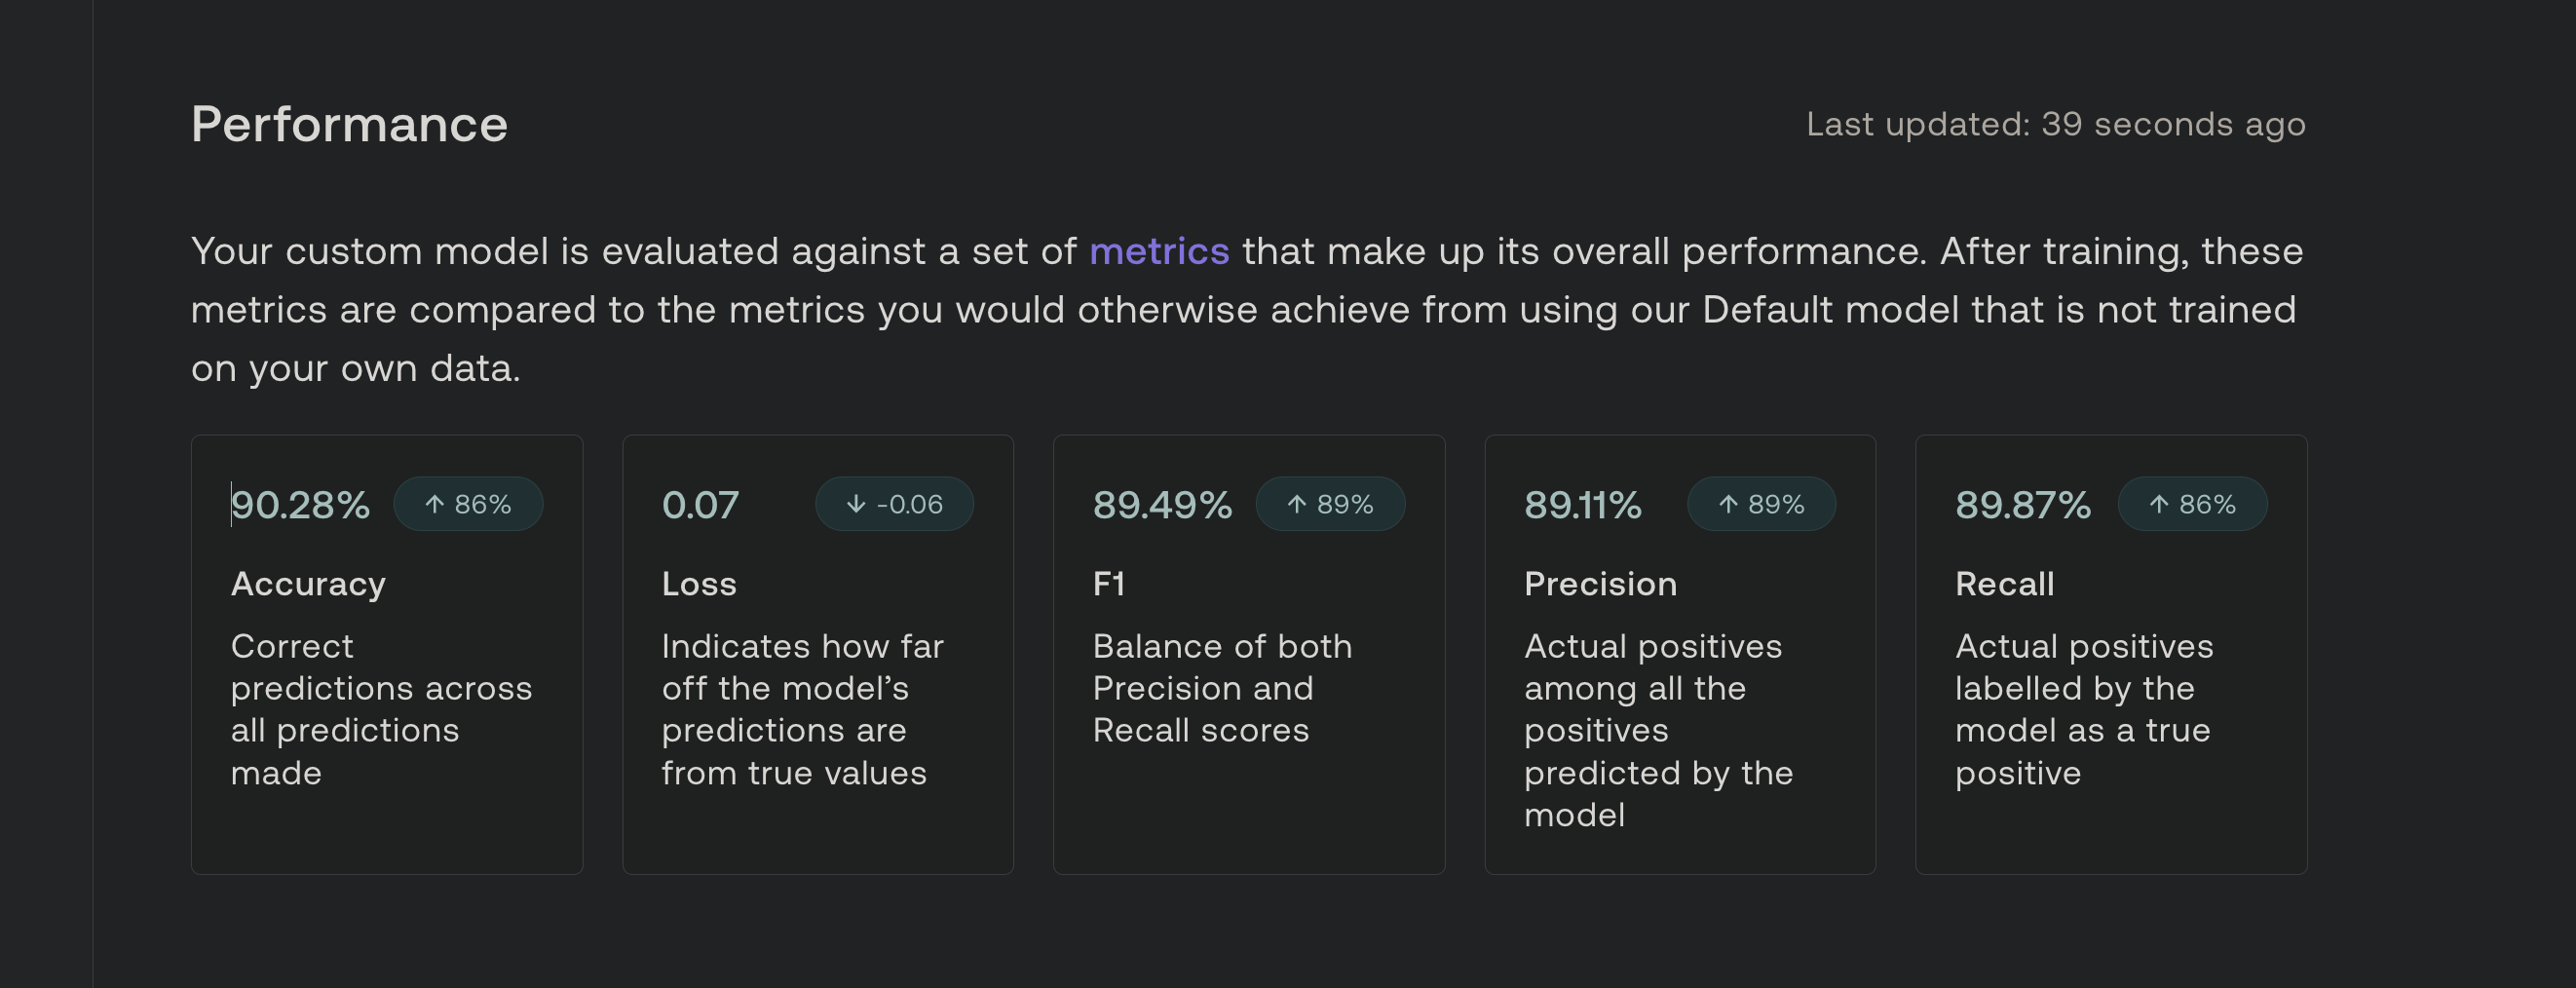 Performance
Last updated: 39 seconds ago
Your custom model is evaluated against a set of metrics that make up its overall performance. After training, these
metrics are compared to the metrics you would otherwise achieve from using our Default model that is not trained
on your own data.
90.28% ↑ 86%
Accuracy
Correct
predictions across
all predictions
made
0.07 ↓ -0.06
Loss
Indicates how far
off the model’s
predictions are
from true values
89.49% ↑ 89%
F1
Balance of both
Precision and
Recall scores
89.11% ↑ 89%
Precision
Actual positives
among all the
positives
predicted by the
model
89.87% ↑ 86%
Recall
Actual positives
labelled by the
model as a true
positive